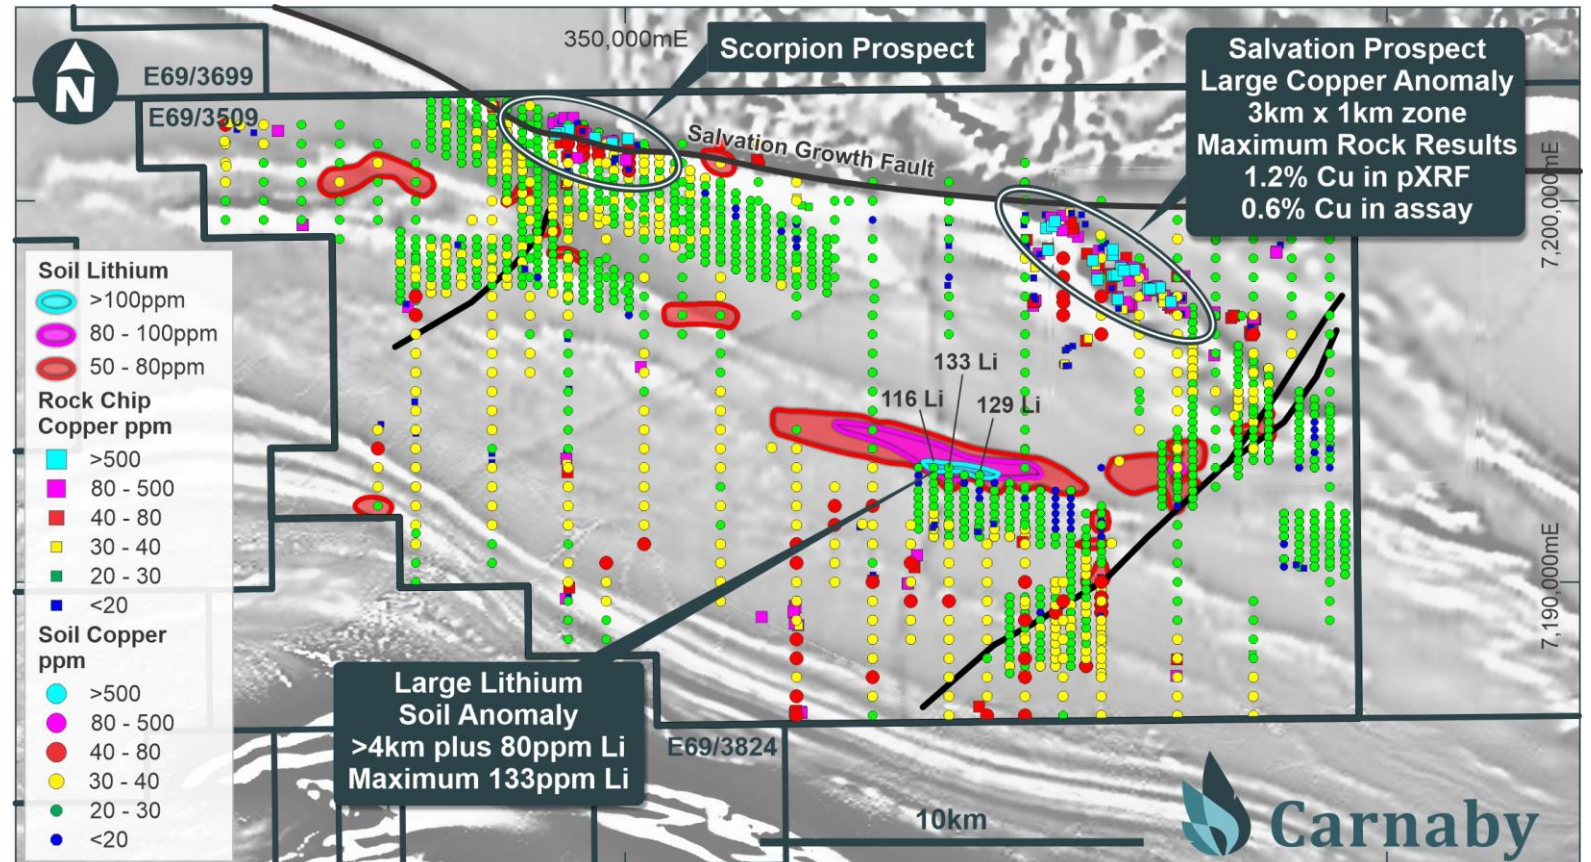 350,000mE
Scorpion Prospect
Salvation Prospect
Large Copper Anomaly
3km x 1km zone
Maximum Rock Results
1.2% Cu in pXRF
0.6% Cu in assay
N
E69/3699
E69/3509
Salvation Growth Fault
7,200,000mE
Soil Lithium
>100ppm
80 - 100ppm
50 - 80ppm
Rock Chip
Copper ppm
>500
80 - 500
40 - 80
30 - 40
20 - 30
<20
Soil Copper
ppm
>500
80 - 500
40 - 80
30 - 40
20 - 30
<20
133 Li
116 Li
129 Li
7,190,000mE
Large Lithium
Soil Anomaly
>4km plus 80ppm Li
Maximum 133ppm Li
E69/3824
10km
Carnaby